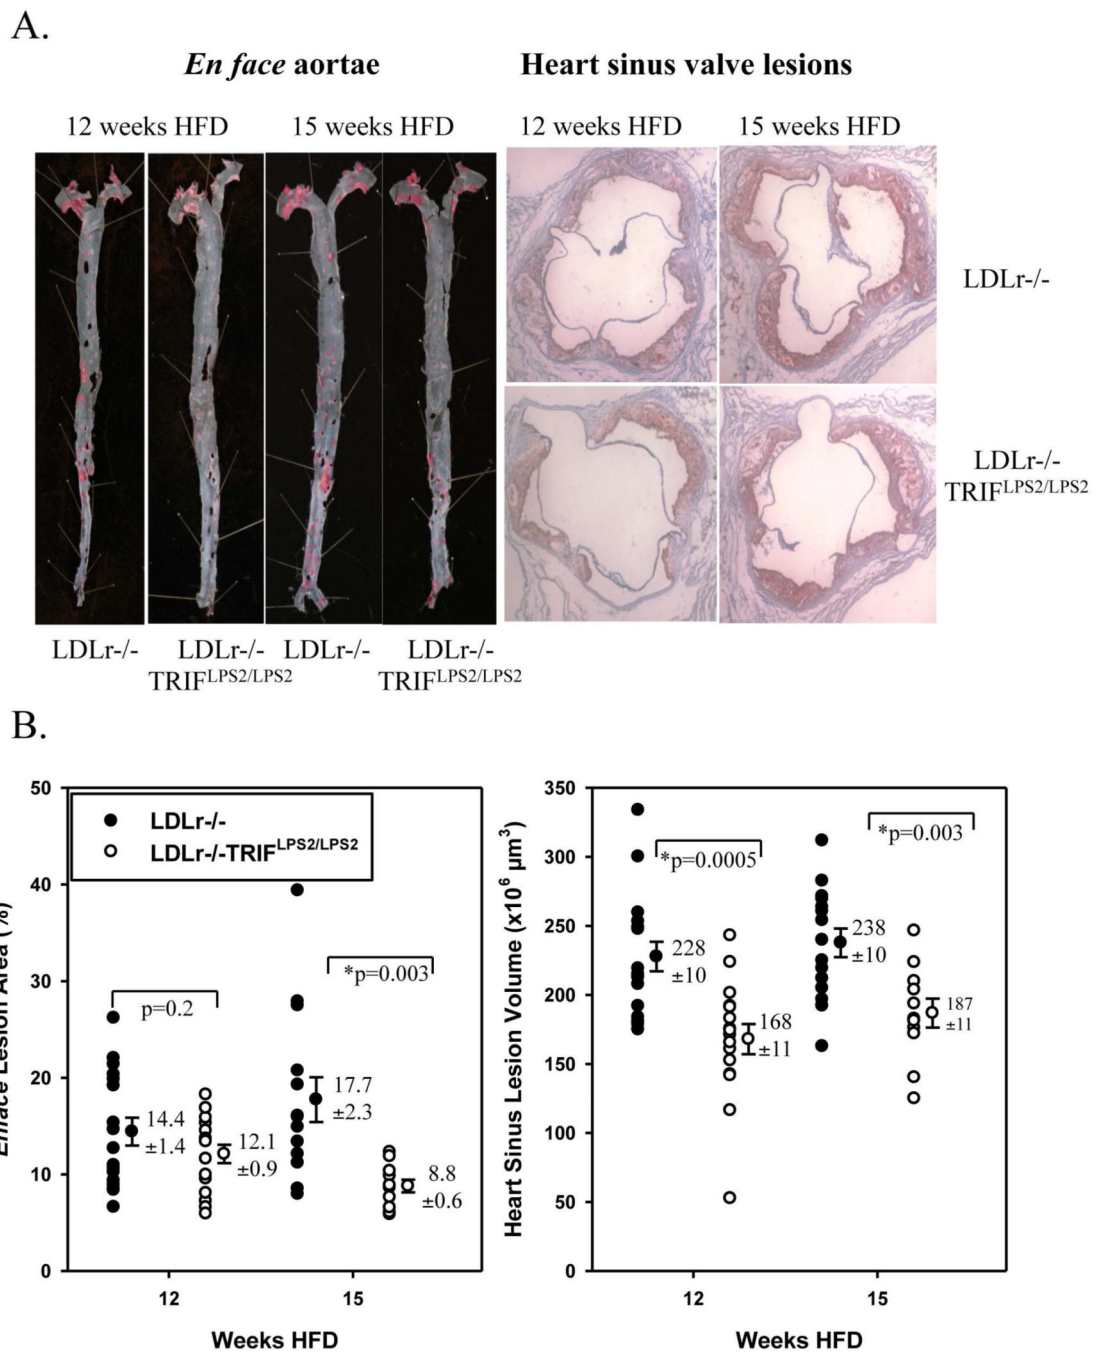 A.
En face aortae
Heart sinus valve lesions
12 weeks HFD
15 weeks HFD
12 weeks HFD
15 weeks HFD
LDLr-/-
LDLr-/-
TRIFLPS2/LPS2
LDLr-/-
LDLr-/-
TRIFLPS2/LPS2
LDLr-/-
LDLr-/-
TRIFLPS2/LPS2
B.
Enface Lesion Area (%)
50
40
30
20
10
0
LDLr-/-
LDLr-/-TRIFLPS2/LPS2
p=0.2
*p=0.003
14.4
±1.4
12.1
±0.9
17.7
±2.3
8.8
±0.6
12
15
Weeks HFD
Heart Sinus Lesion Volume (x10⁶ µm³)
350
300
250
200
150
100
50
0
*p=0.0005
*p=0.003
228
±10
168
±11
238
±10
187
±11
12
15
Weeks HFD